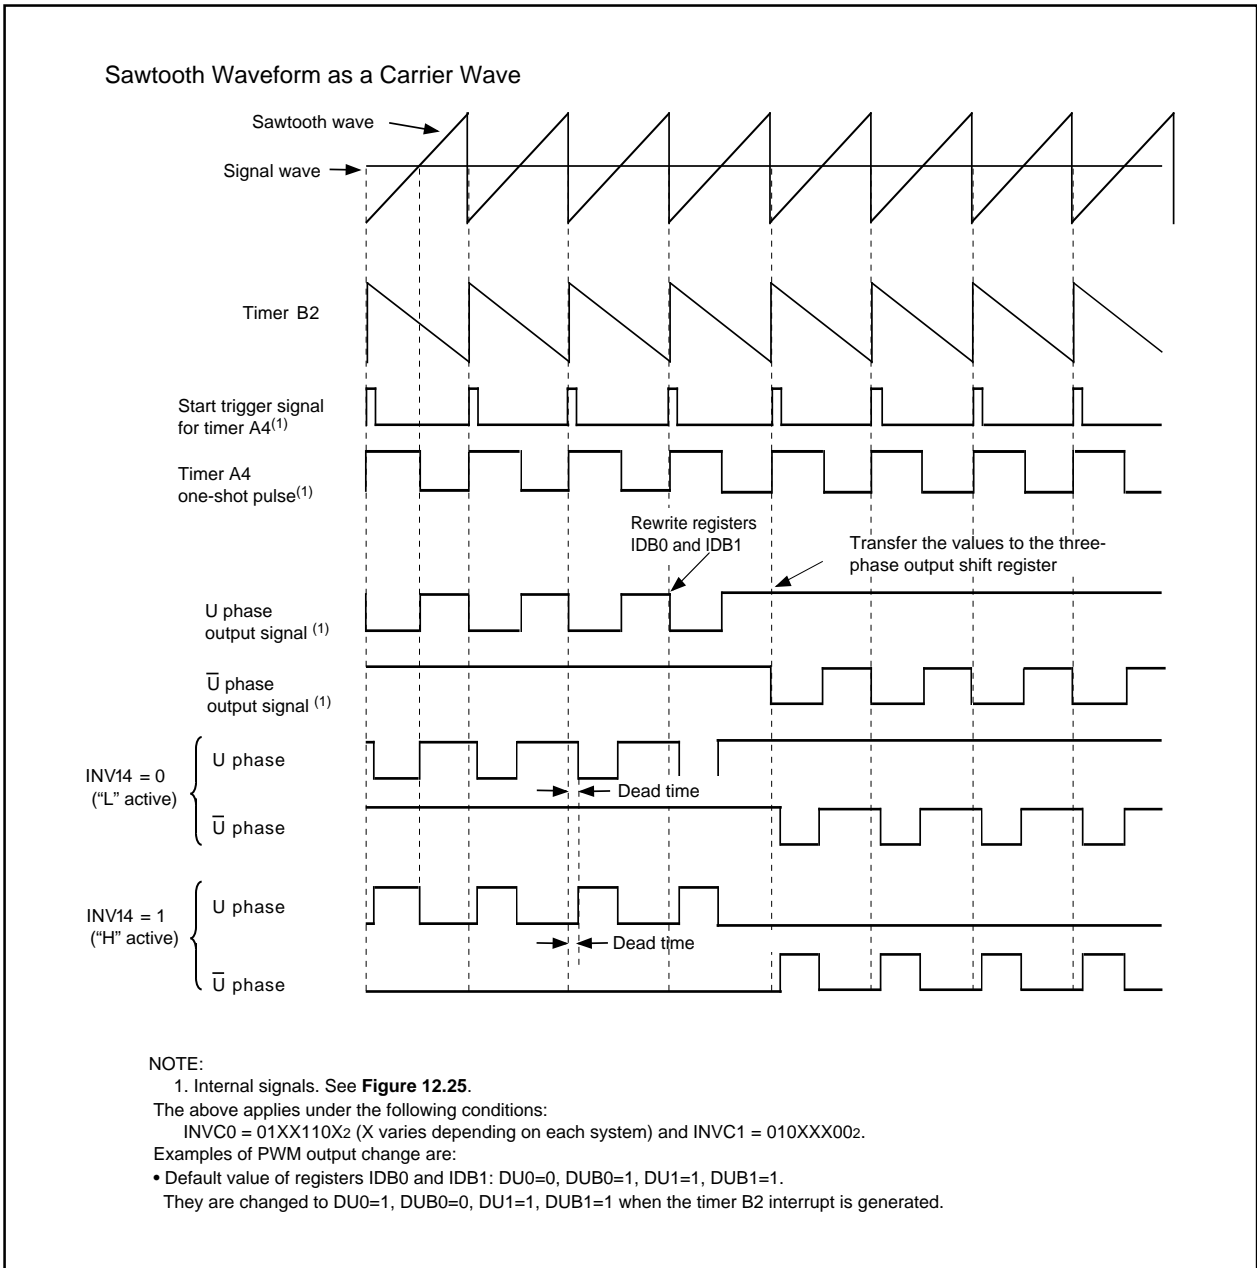 Sawtooth Waveform as a Carrier Wave
Sawtooth wave
Signal wave
Timer B2
Start trigger signal
for timer A4(1)
Timer A4
one-shot pulse(1)
Rewrite registers
IDB0 and IDB1
Transfer the values to the three-
phase output shift register
U phase
output signal (1)
U̅ phase
output signal (1)
INV14 = 0
(“L” active)
U phase
Dead time
U̅ phase
INV14 = 1
(“H” active)
U phase
Dead time
U̅ phase
NOTE:
1. Internal signals. See Figure 12.25.
The above applies under the following conditions:
INVC0 = 01XX110X2 (X varies depending on each system) and INVC1 = 010XXX002.
Examples of PWM output change are:
• Default value of registers IDB0 and IDB1: DU0=0, DUB0=1, DU1=1, DUB1=1.
They are changed to DU0=1, DUB0=0, DU1=1, DUB1=1 when the timer B2 interrupt is generated.